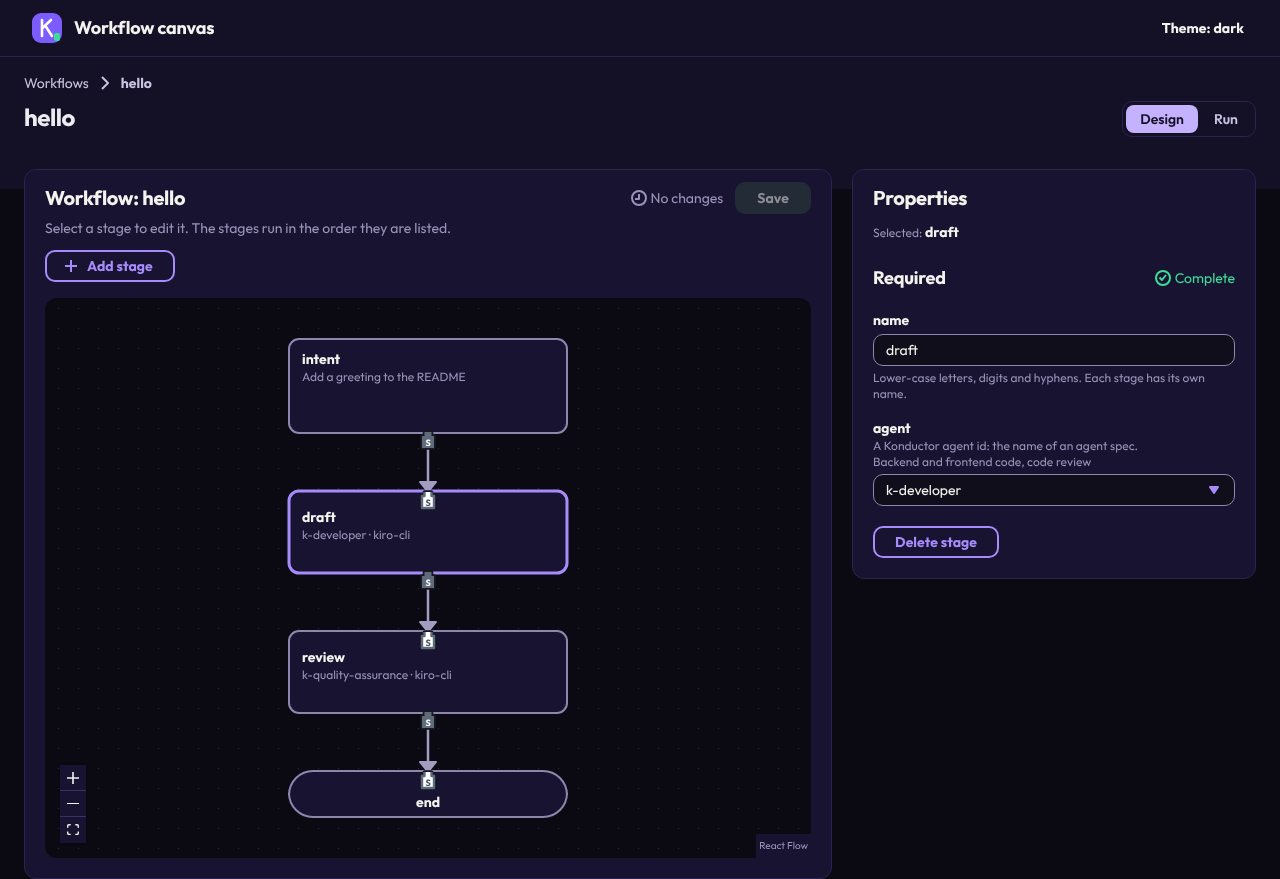 K
Workflow canvas
Theme: dark
Workflows
hello
hello
Design
Run
Workflow: hello
No changes
Save
Select a stage to edit it. The stages run in the order they are listed.
Add stage
intent
Add a greeting to the README
s
s
draft
k-developer · kiro-cli
s
s
review
k-quality-assurance · kiro-cli
s
s
end
React Flow
Properties
Selected: draft
Required
Complete
name
draft
Lower-case letters, digits and hyphens. Each stage has its own
name.
agent
A Konductor agent id: the name of an agent spec.
Backend and frontend code, code review
k-developer
Delete stage